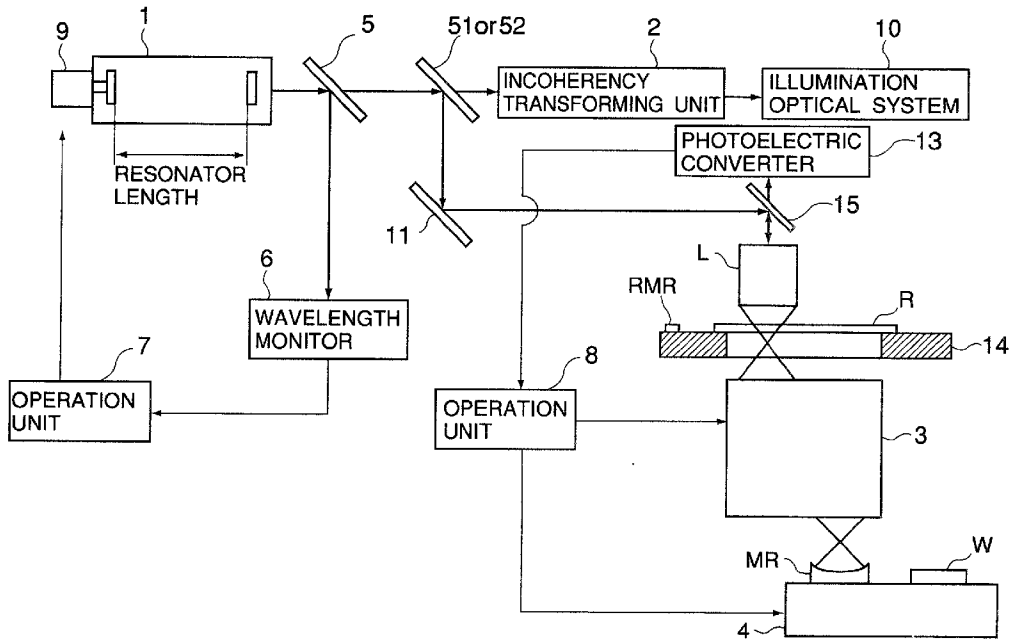 9
1
5
51or52
2
10
INCOHERENCY
TRANSFORMING UNIT
ILLUMINATION
OPTICAL SYSTEM
PHOTOELECTRIC
CONVERTER
13
RESONATOR
LENGTH
11
15
L
6
WAVELENGTH
MONITOR
RMR
R
14
7
OPERATION
UNIT
8
OPERATION
UNIT
3
MR
W
4